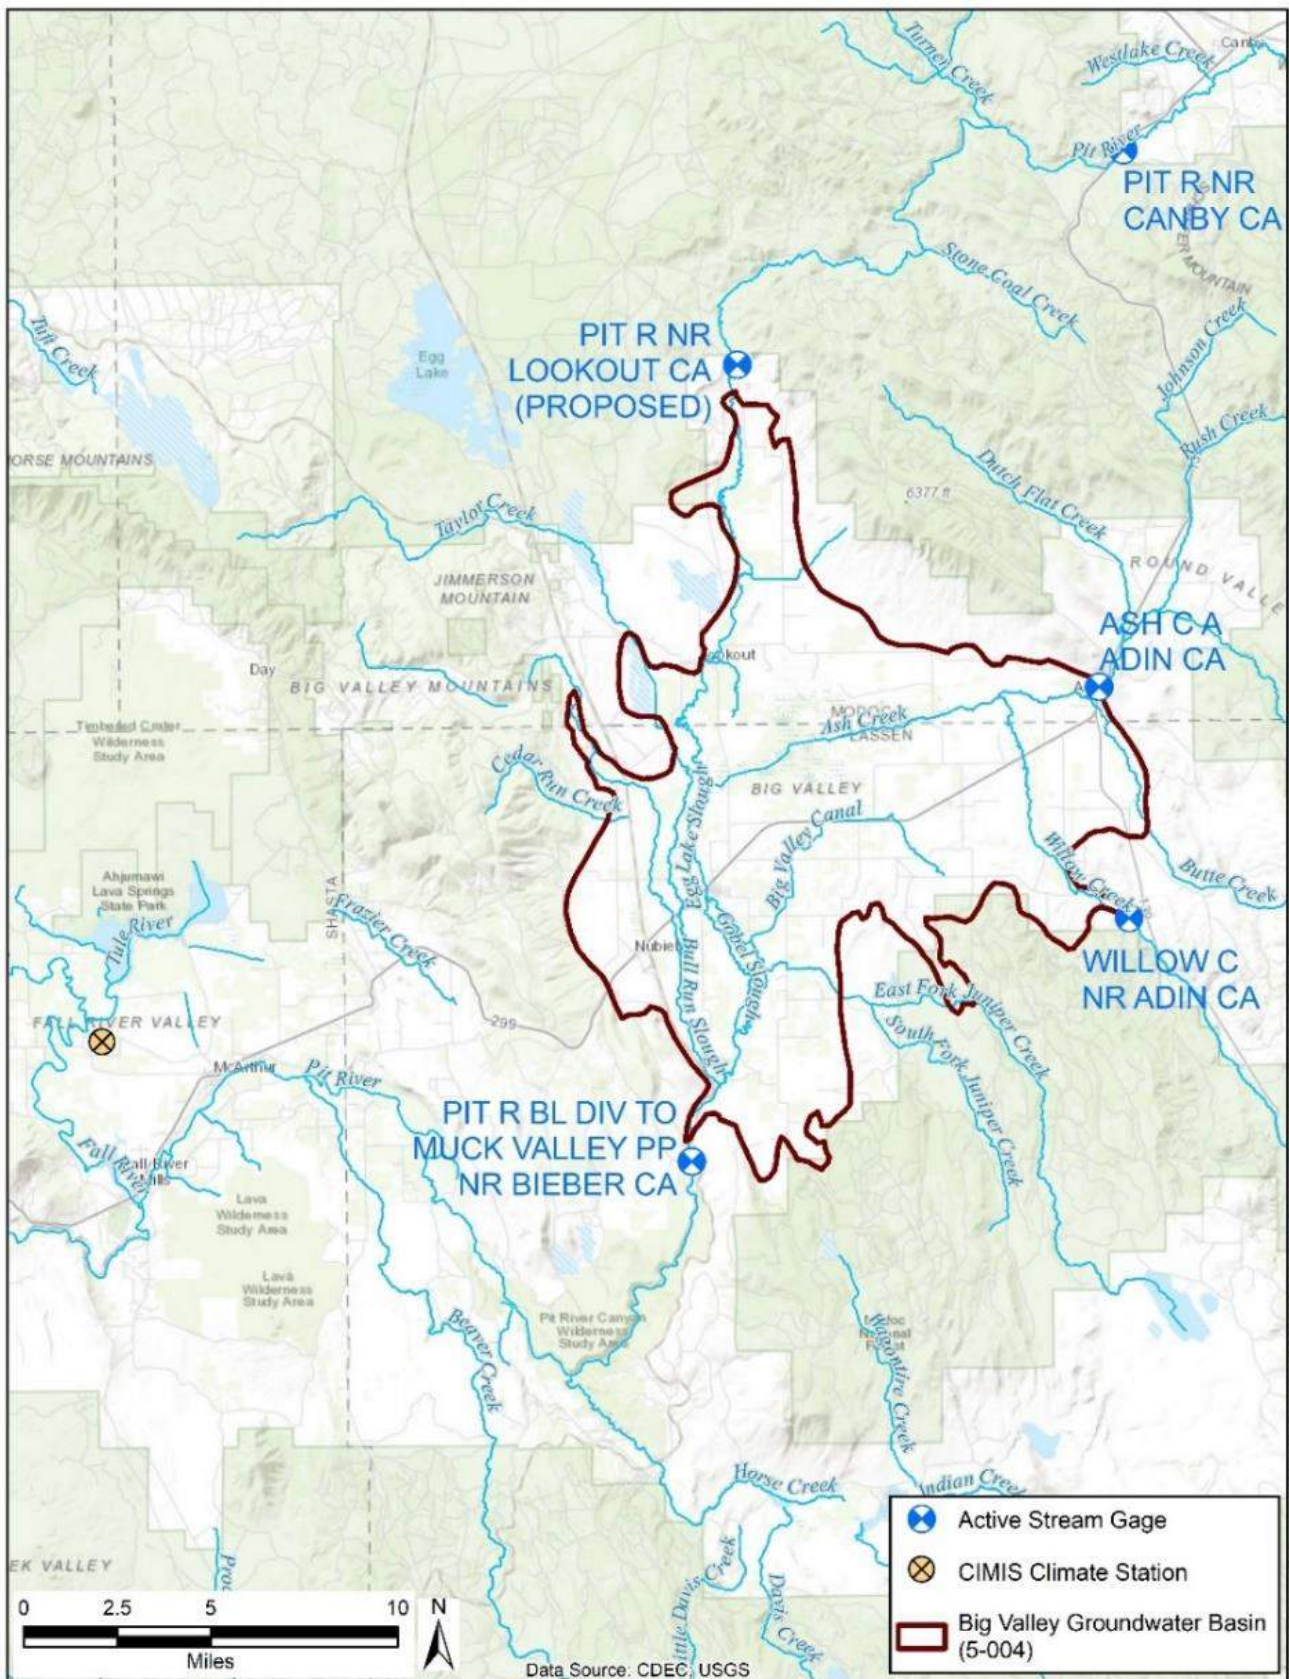 Turner Creek
Westlake Creek
Pit River
PIT R NR
CANBY CA
Stone Coal Creek
Johnson Creek
Rush Creek
Tuft Creek
Egg
Lake
PIT R NR
LOOKOUT CA
(PROPOSED)
ORSE MOUNTAINS
6377 ft
Dutch Flat Creek
Taylor Creek
JIMMERSON
MOUNTAIN
ROUND VALLE
ASH C A
ADIN CA
Day
BIG VALLEY MOUNTAINS
Timbered Crater
Wilderness
Study Area
Ash Creek
MODOC
LASSEN
Cedar Run Creek
BIG VALLEY
Egg Lake Slough
Big Valley Canal
Willow Creek
Butte Creek
Ahjumawi
Lava Springs
State Park
SHASTA
Tule River
Frazier Creek
Gobel Slough
Bull Run Slough
WILLOW C
NR ADIN CA
East Fork Juniper Creek
South Fork Juniper Creek
FALL RIVER VALLEY
299
McArthur
Pit River
PIT R BL DIV TO
MUCK VALLEY PP
NR BIEBER CA
Fall River
all River
Mills
Lava
Wilderness
Study Area
Lava
Wilderness
Study Area
Pit River Canyon
Wilderness
Study Area
Beaver Creek
Horse Creek
Indian Creek
Little Davis Creek
Davis Creek
EK VALLEY
Active Stream Gage
CIMIS Climate Station
Big Valley Groundwater Basin
(5-004)
0 2.5 5 10
Miles
N
Data Source: CDEC, USGS